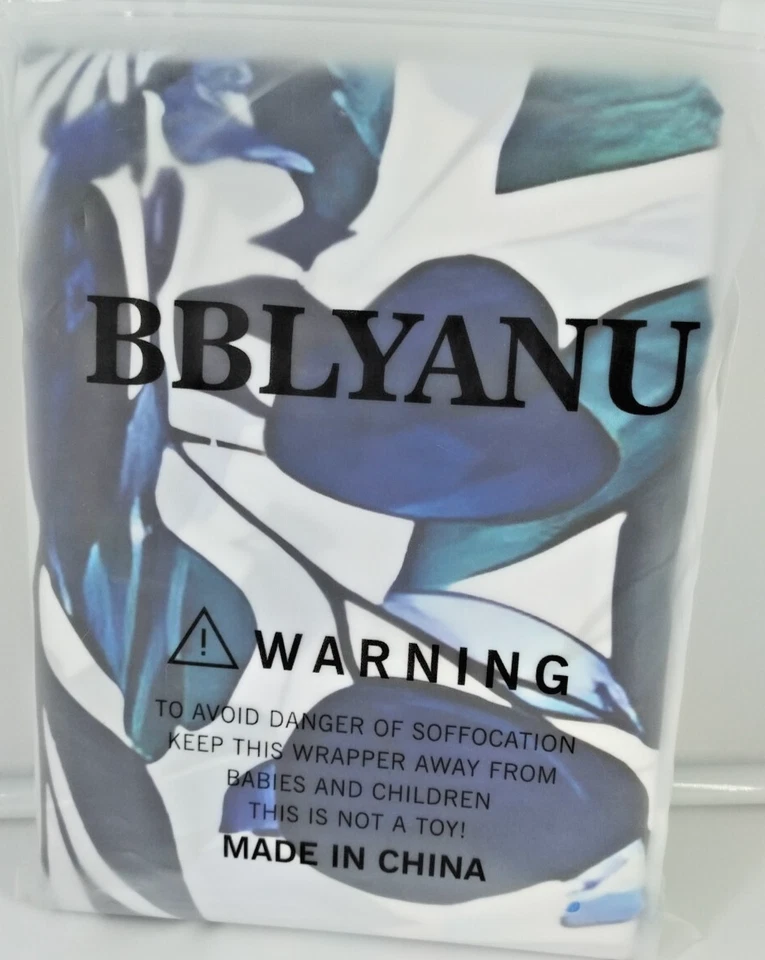 BBLYANU
WARNING
TO AVOID DANGER OF SOFFOCATION
KEEP THIS WRAPPER AWAY FROM
BABIES AND CHILDREN
THIS IS NOT A TOY!
MADE IN CHINA